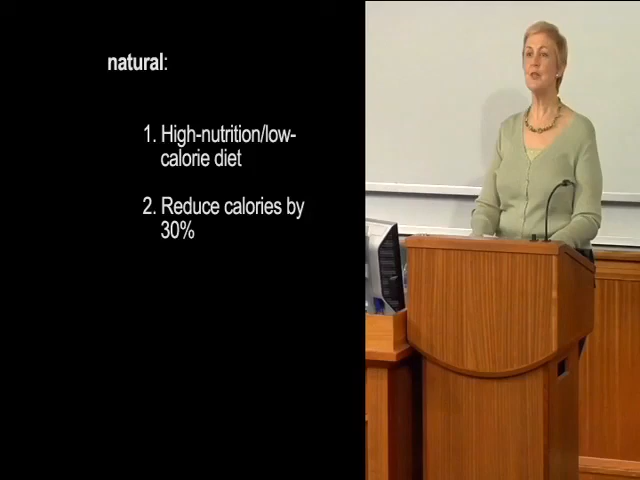 natural:
1. High-nutrition/low-
calorie diet
2. Reduce calories by
30%